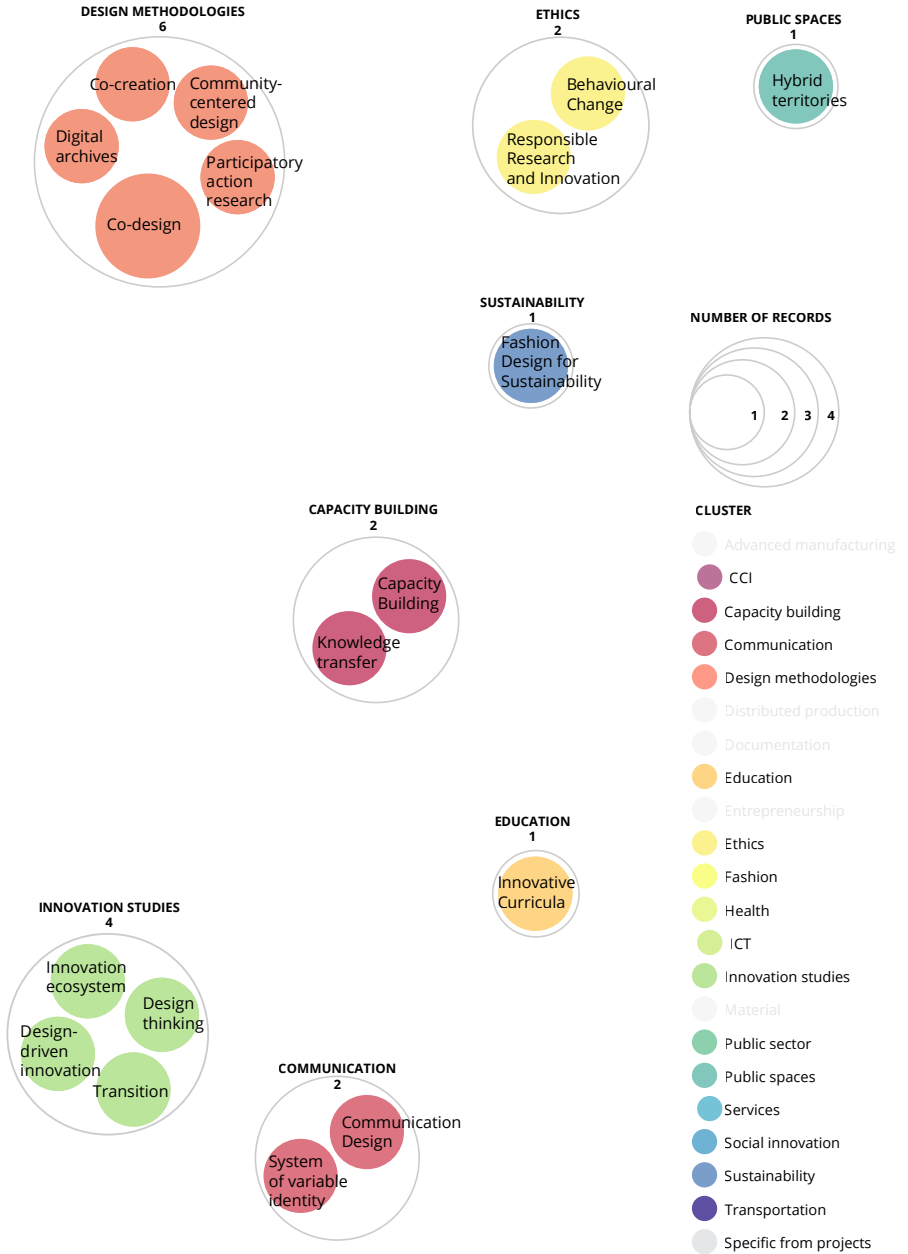 DESIGN METHODOLOGIES
6
Co-creation
Community-
centered
design
Digital
archives
Participatory
action
research
Co-design
ETHICS
2
Behavioural
Change
Responsible
Research
and Innovation
PUBLIC SPACES
1
Hybrid
territories
SUSTAINABILITY
1
Fashion
Design for
Sustainability
NUMBER OF RECORDS
1 2 3 4
CAPACITY BUILDING
2
Capacity
Building
Knowledge
transfer
EDUCATION
1
Innovative
Curricula
INNOVATION STUDIES
4
Innovation
ecosystem
Design
thinking
Design-
driven
innovation
Transition
COMMUNICATION
2
Communication
Design
System
of variable
identity
CLUSTER
Advanced manufacturing
CCI
Capacity building
Communication
Design methodologies
Distributed production
Documentation
Education
Entrepreneurship
Ethics
Fashion
Health
ICT
Innovation studies
Material
Public sector
Public spaces
Services
Social innovation
Sustainability
Transportation
Specific from projects